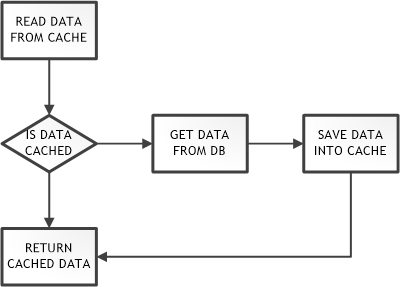 READ DATA
FROM CACHE
IS DATA
CACHED
GET DATA
FROM DB
SAVE DATA
INTO CACHE
RETURN
CACHED DATA